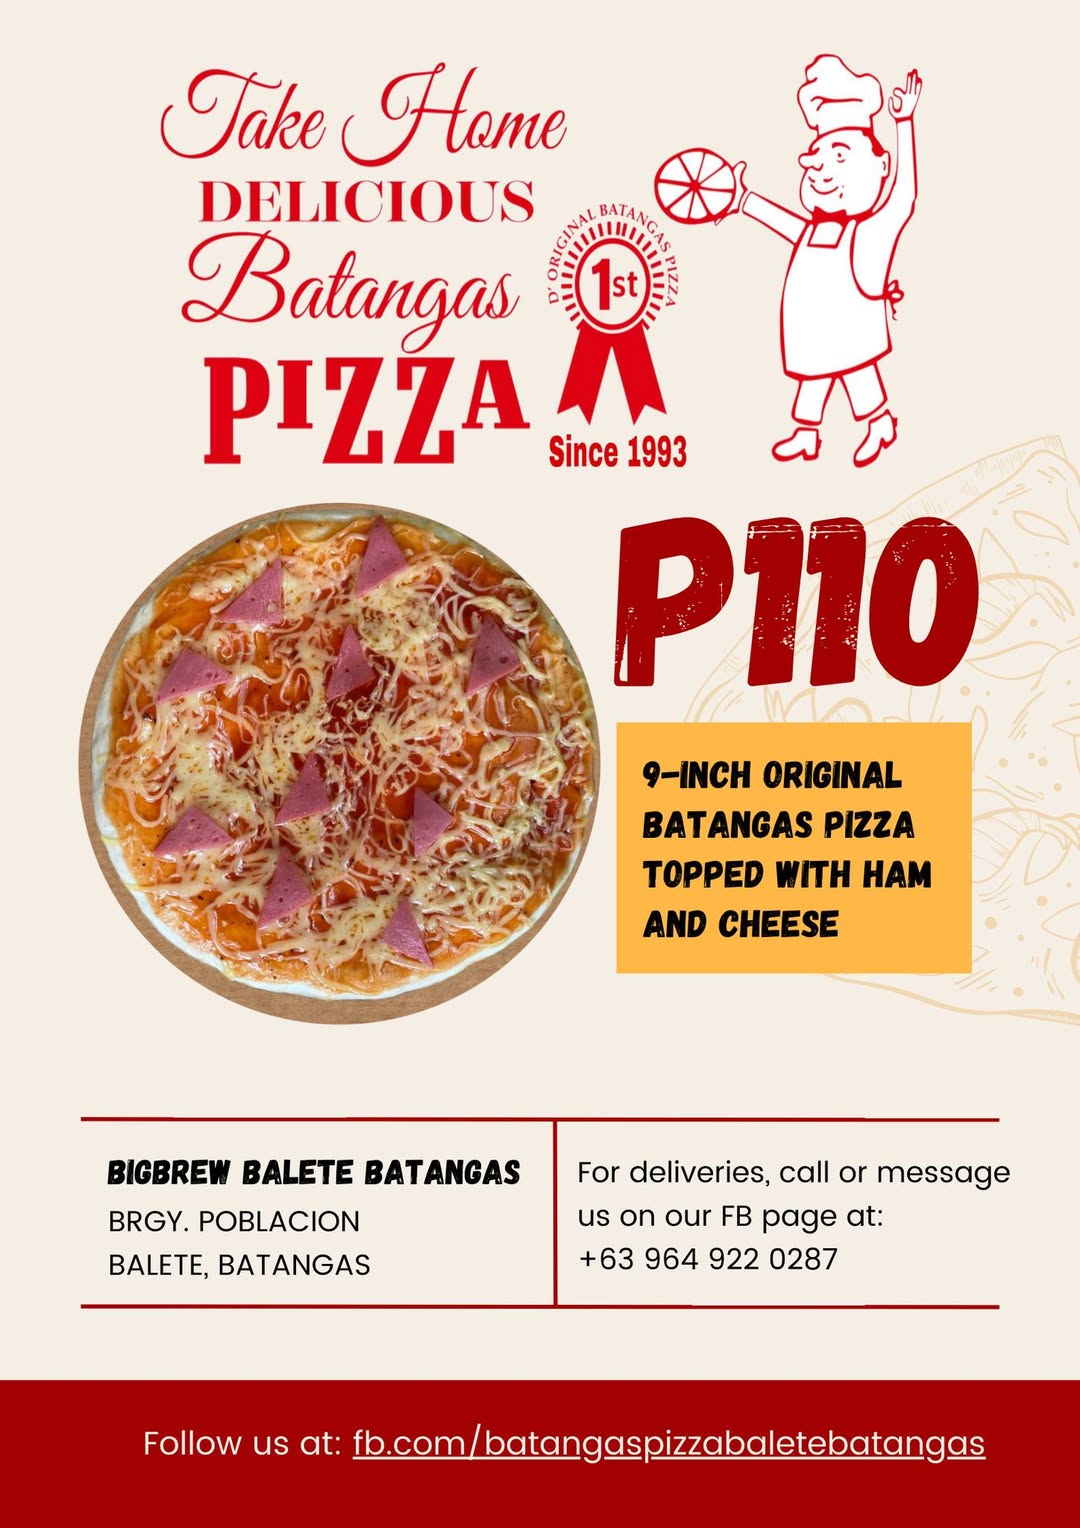 Take Home
DELICIOUS
Batangas
PIZZA
D' ORIGINAL BATANGAS PIZZA
1st
Since 1993
P110
9-INCH ORIGINAL
BATANGAS PIZZA
TOPPED WITH HAM
AND CHEESE
BIGBREW BALETE BATANGAS
BRGY. POBLACION
BALETE, BATANGAS
For deliveries, call or message
us on our FB page at:
+63 964 922 0287
Follow us at: fb.com/batangaspizzabaletebatangas